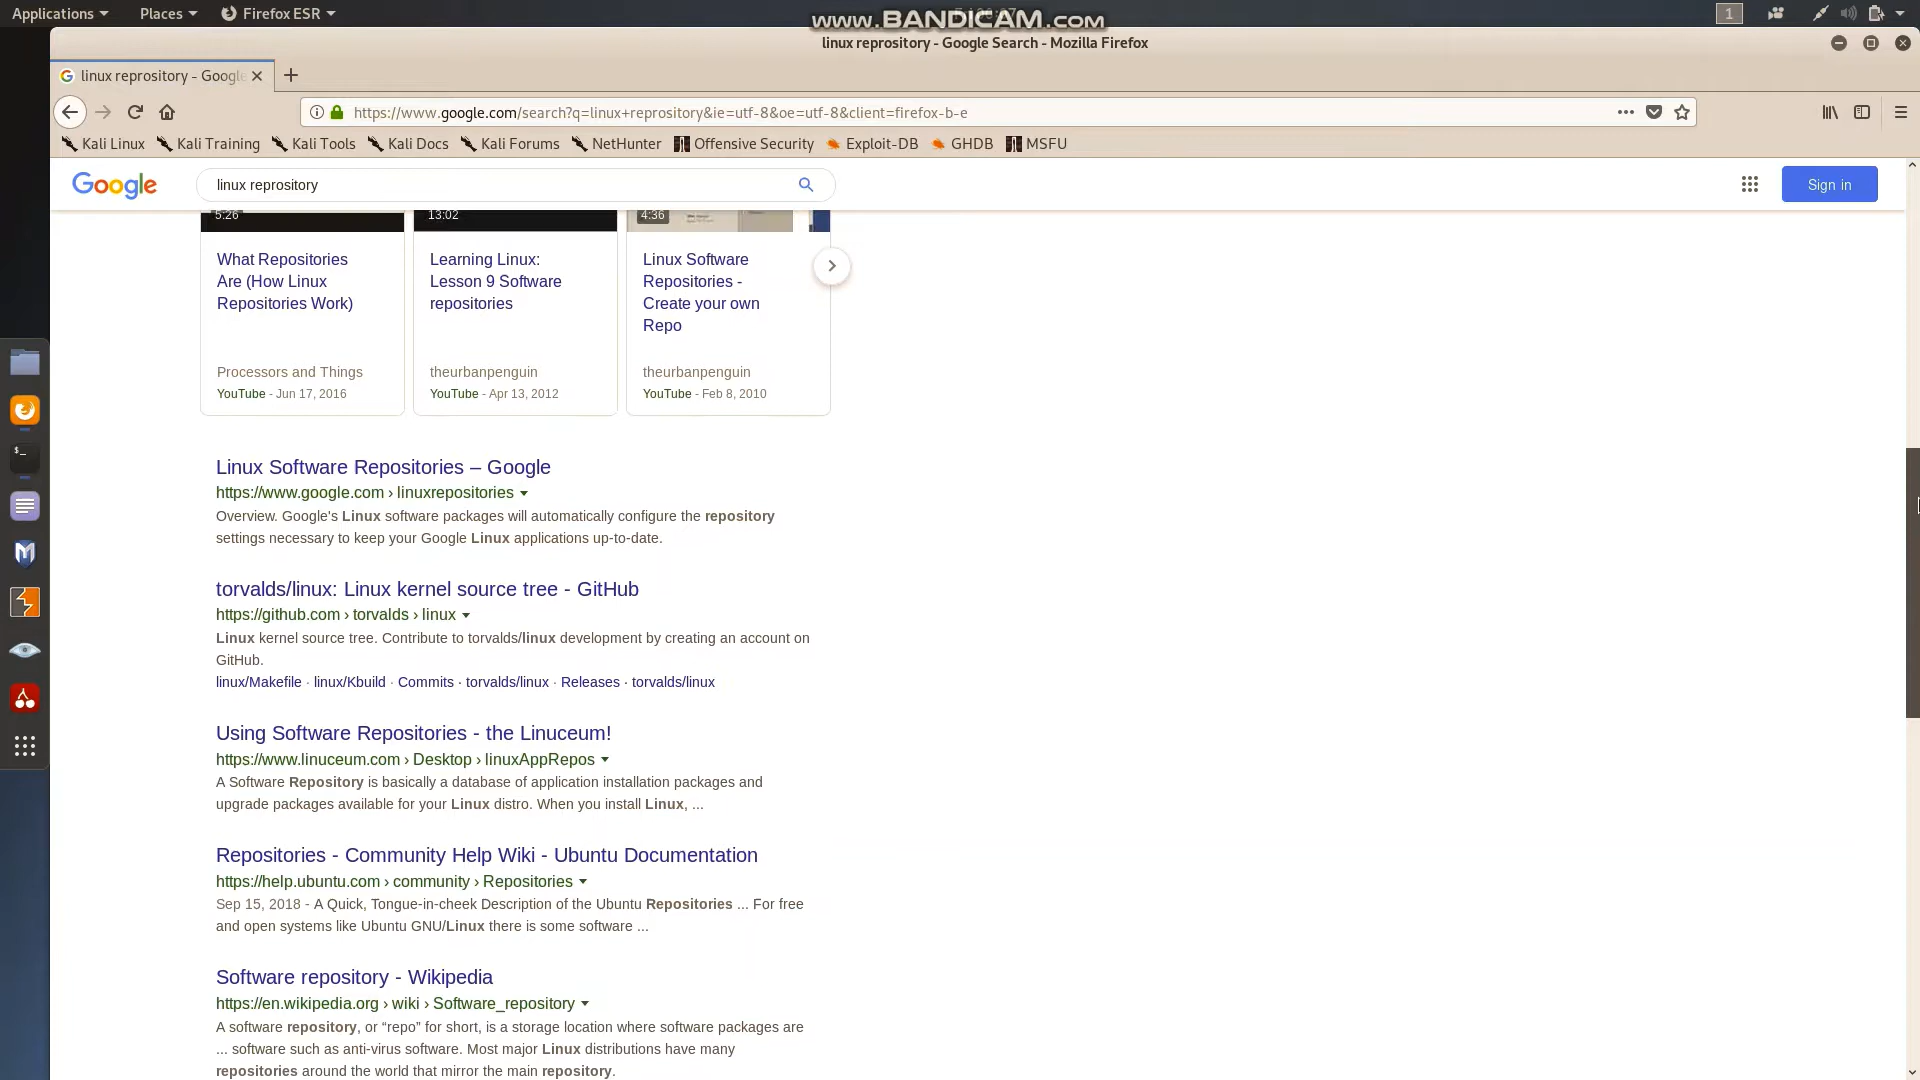 Applications
Places
Firefox ESR
www.BANDICAM.com
1
linux reprository - Google Search - Mozilla Firefox
linux reprository - Google
https://www.google.com/search?q=linux+reprository&ie=utf-8&oe=utf-8&client=firefox-b-e
Kali Linux
Kali Training
Kali Tools
Kali Docs
Kali Forums
NetHunter
Offensive Security
Exploit-DB
GHDB
MSFU
Google
linux reprository
Sign in
5:26
13:02
4:36
What Repositories
Are (How Linux
Repositories Work)
Processors and Things
YouTube - Jun 17, 2016
Learning Linux:
Lesson 9 Software
repositories
theurbanpenguin
YouTube - Apr 13, 2012
Linux Software
Repositories -
Create your own
Repo
theurbanpenguin
YouTube - Feb 8, 2010
Linux Software Repositories – Google
https://www.google.com › linuxrepositories
Overview. Google's Linux software packages will automatically configure the repository
settings necessary to keep your Google Linux applications up-to-date.
torvalds/linux: Linux kernel source tree - GitHub
https://github.com › torvalds › linux
Linux kernel source tree. Contribute to torvalds/linux development by creating an account on
GitHub.
linux/Makefile · linux/Kbuild · Commits · torvalds/linux · Releases · torvalds/linux
Using Software Repositories - the Linuceum!
https://www.linuceum.com › Desktop › linuxAppRepos
A Software Repository is basically a database of application installation packages and
upgrade packages available for your Linux distro. When you install Linux, ...
Repositories - Community Help Wiki - Ubuntu Documentation
https://help.ubuntu.com › community › Repositories
Sep 15, 2018 - A Quick, Tongue-in-cheek Description of the Ubuntu Repositories ... For free
and open systems like Ubuntu GNU/Linux there is some software ...
Software repository - Wikipedia
https://en.wikipedia.org › wiki › Software_repository
A software repository, or “repo” for short, is a storage location where software packages are
... software such as anti-virus software. Most major Linux distributions have many
repositories around the world that mirror the main repository.